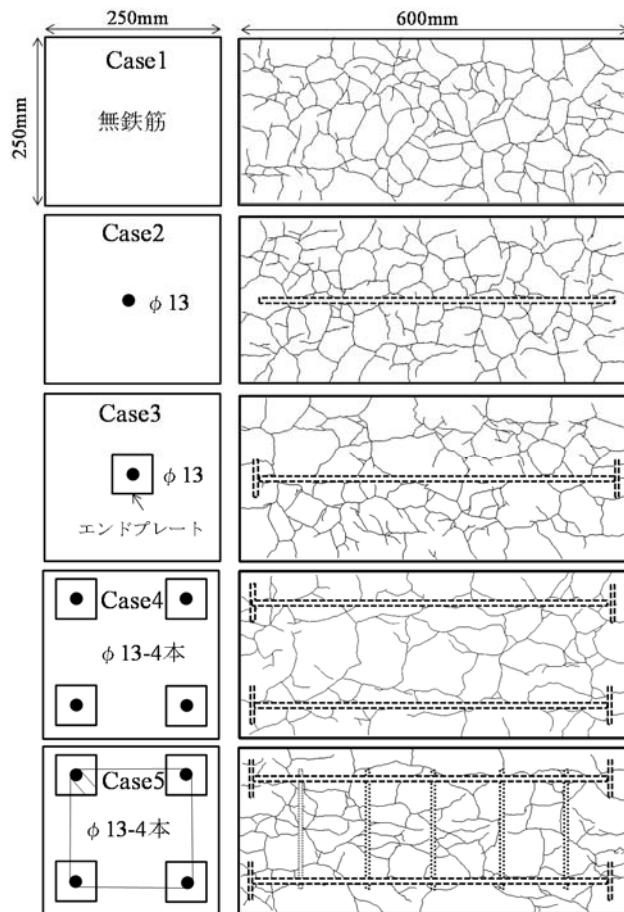 250mm
600mm
250mm
Case1
無鉄筋
Case2
φ13
Case3
φ13
エンドプレート
Case4
φ13-4本
Case5
φ13-4本